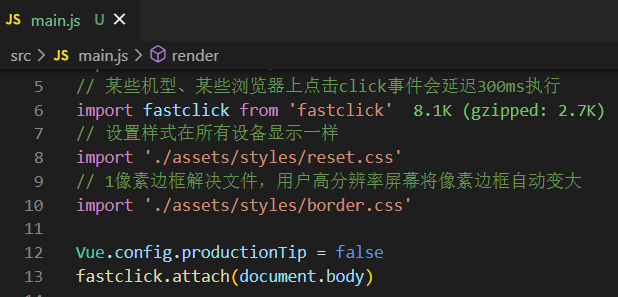 JS main.js U ×
src > JS main.js > render
5 // 某些机型、某些浏览器上点击click事件会延迟300ms执行
6 import fastclick from 'fastclick' 8.1K (gzipped: 2.7K)
7 // 设置样式在所有设备显示一样
8 import './assets/styles/reset.css'
9 // 1像素边框解决文件，用户高分辨率屏幕将像素边框自动变大
10 import './assets/styles/border.css'
11
12 Vue.config.productionTip = false
13 fastclick.attach(document.body)